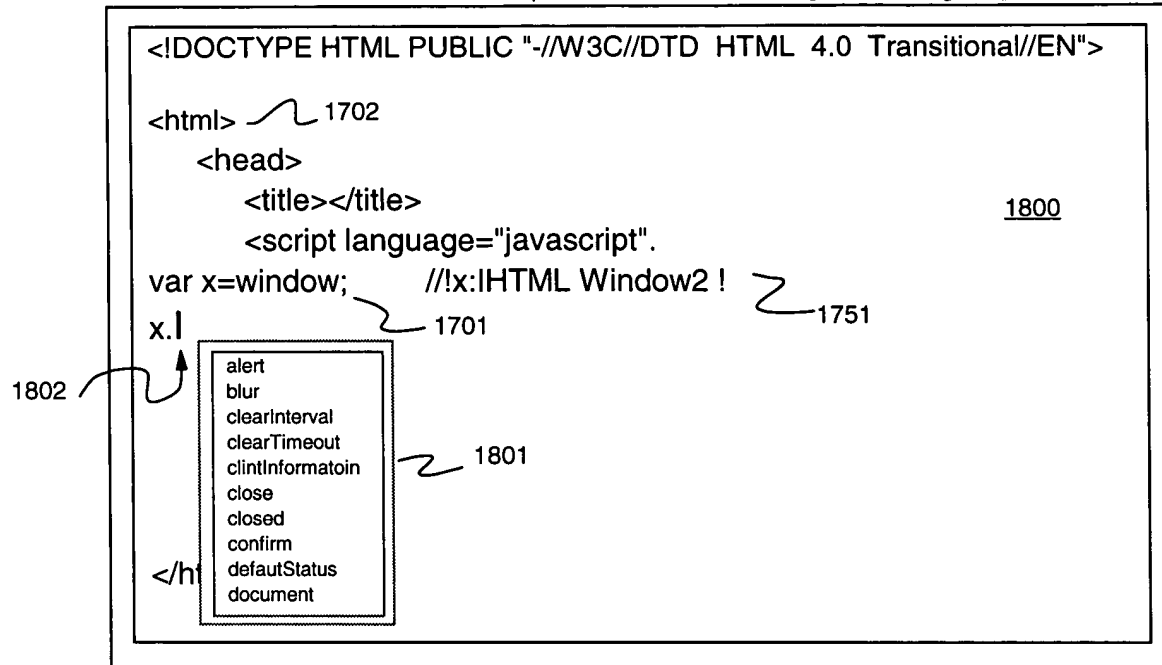 <!DOCTYPE HTML PUBLIC "-//W3C//DTD HTML 4.0 Transitional//EN">
<html> 1702
<head>
<title></title>
1800
<script language="javascript".
var x=window; //!x:IHTML Window2 !
1751
1701
x.
1802
alert
blur
clearInterval
clearTimeout
clintInformatoin
1801
close
closed
confirm
defautStatus
document
</ht